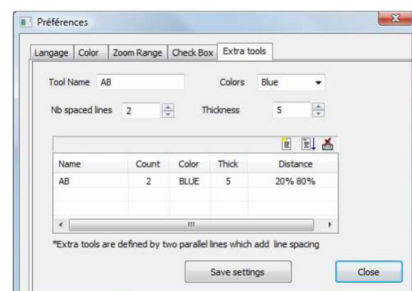 Préférences
Langage Color Zoom Range Check Box Extra tools
Tool Name AB Colors Blue
Nb spaced lines 2 Thickness 5
Name Count Color Thick Distance
AB 2 BLUE 5 20% 80%
*Extra tools are defined by two parallel lines which add line spacing
Save settings Close